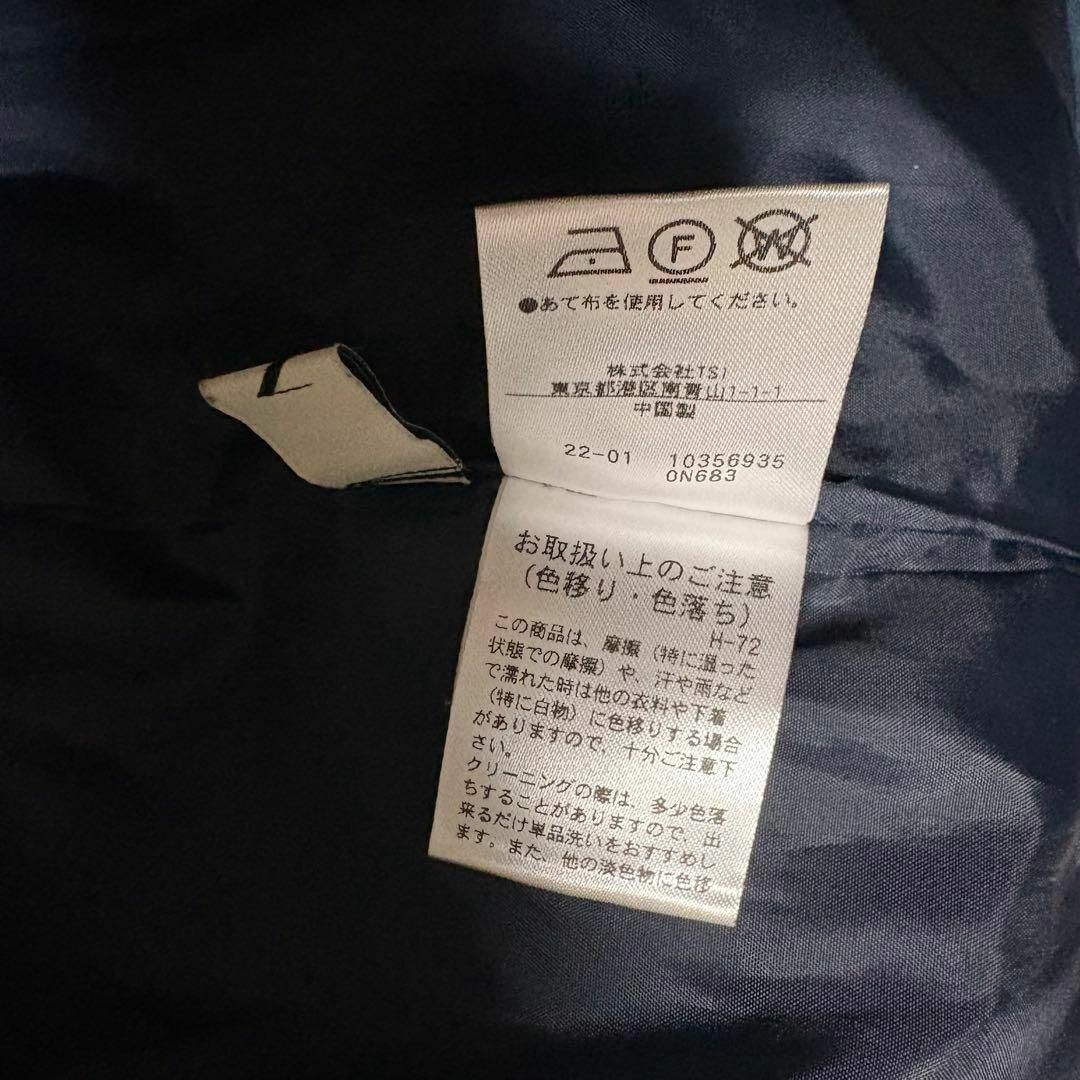 F
W
●あて布を使用してください。
株式会社TSI
東京都港区南青山1-1-1
中国製
22-01 10356935
0N683
お取扱い上のご注意
(色移り・色落ち)
H-72
この商品は、摩擦(特に湿った
状態での摩擦)や、汗や雨など
で濡れた時は他の衣料や下着
(特に白物)に色移りする場合
がありますので、十分ご注意下
さい。
クリーニングの際は、多少色落
ちすることがありますので、出
来るだけ単品洗いをおすすめし
ます。また、他の淡色物に色移